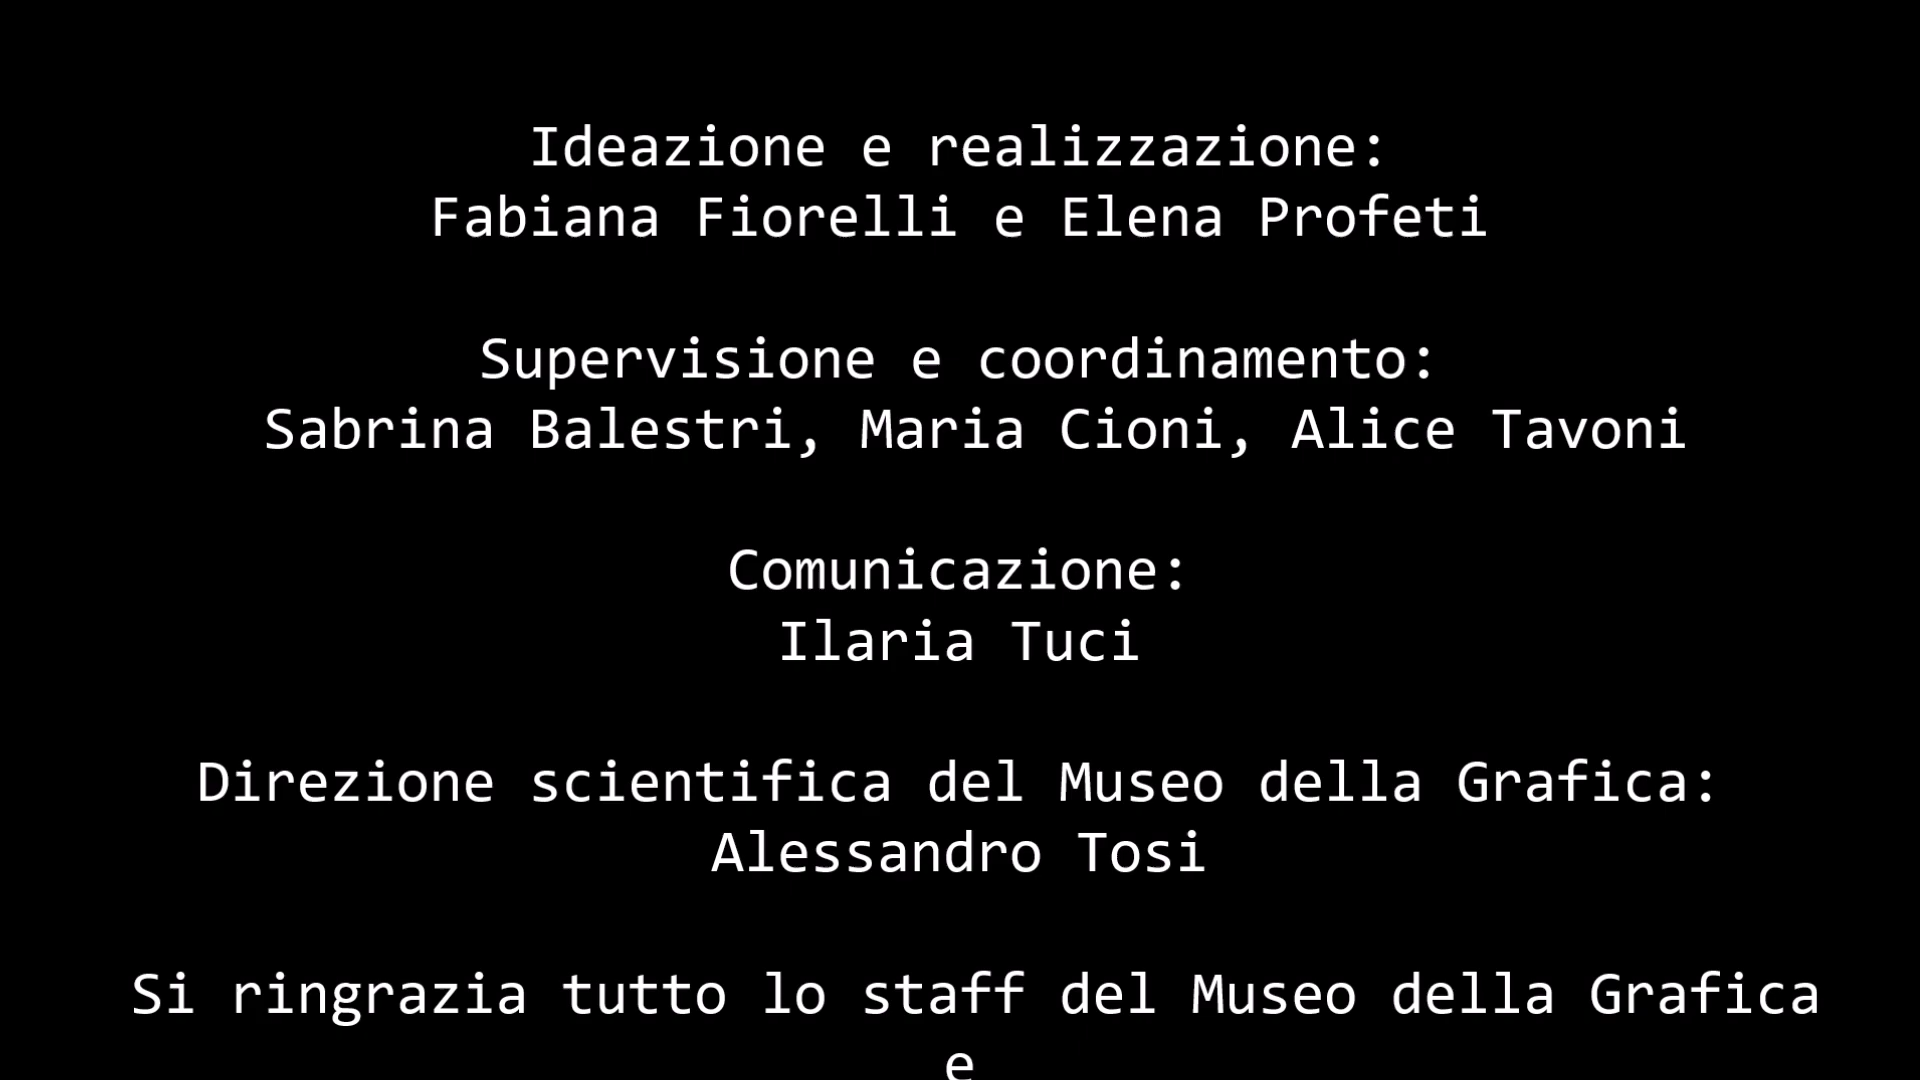 Ideazione e realizzazione:
Fabiana Fiorelli e Elena Profeti
Supervisione e coordinamento:
Sabrina Balestri, Maria Cioni, Alice Tavoni
Comunicazione:
Ilaria Tuci
Direzione scientifica del Museo della Grafica:
Alessandro Tosi
Si ringrazia tutto lo staff del Museo della Grafica
e